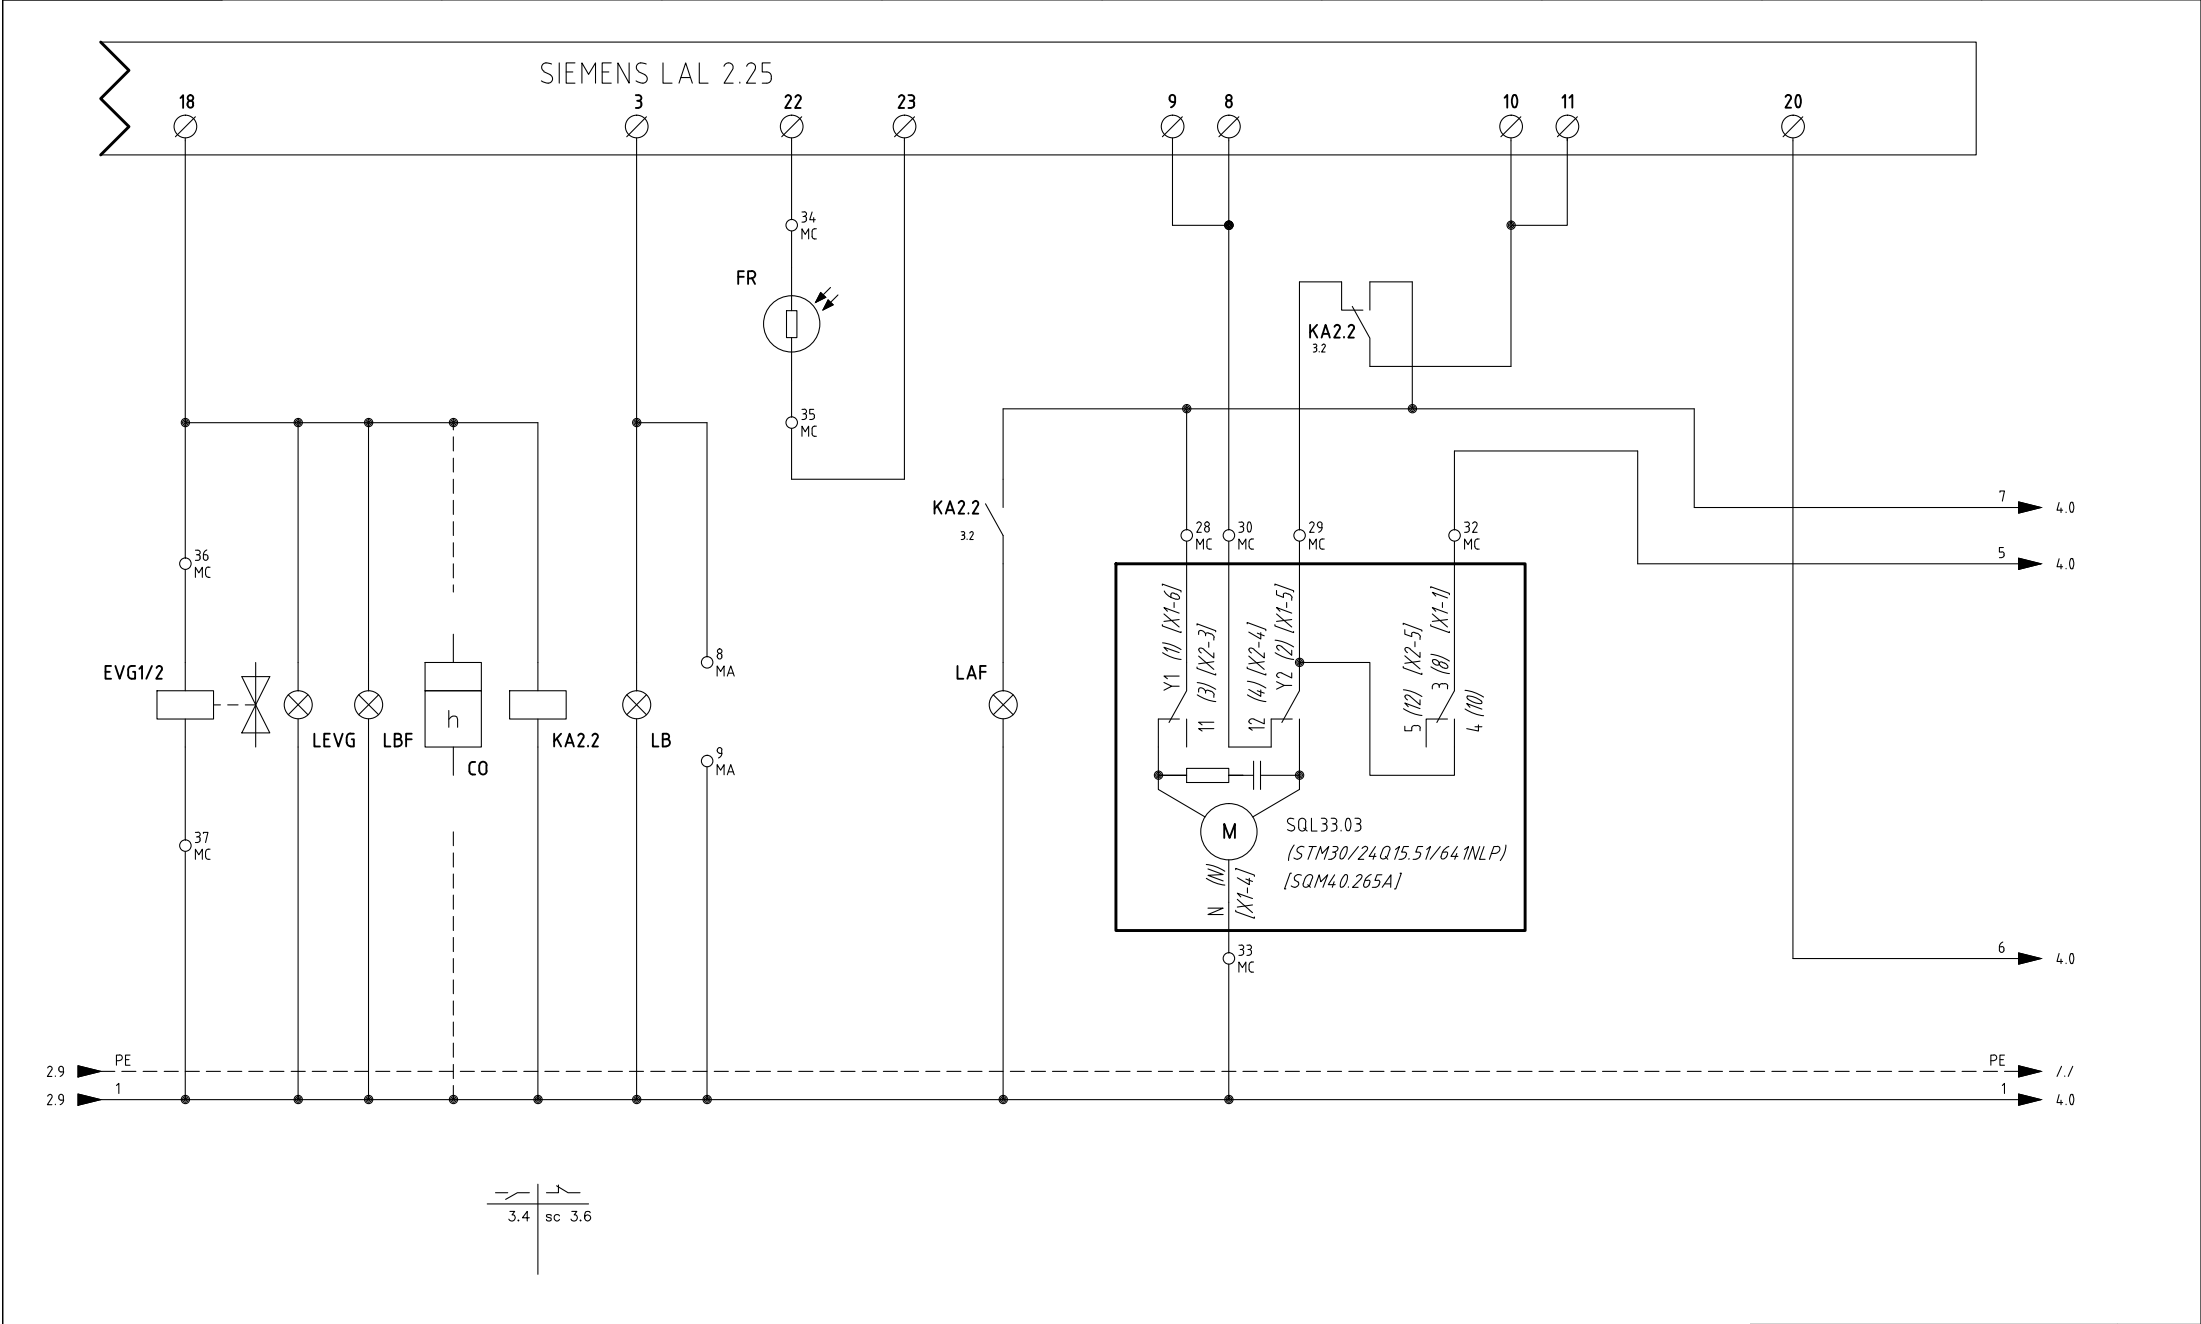 SIEMENS LAL 2.25
18
3
22
23
9
8
10
11
20
34
MC
FR
KA2.2
3.2
35
MC
KA2.2
3.2
7
4.0
28
MC
30
MC
29
MC
32
MC
36
MC
5
4.0
Y1 (1) [X1-6]
11 (3) [X2-3]
12 (4) [X2-4]
Y2 (2) [X1-5]
5 (12) [X2-5]
3 (8) [X1-1]
4 (10)
EVG1/2
8
MA
LAF
h
LEVG
LBF
KA2.2
LB
CO
9
MA
M
SQL33.03
(STM30/24Q15.51/641NLP)
[SQM40.265A]
37
MC
N (N)
[X1-4]
33
MC
6
4.0
2.9
PE
PE
/./
2.9
1
1
4.0
3.4
sc 3.6